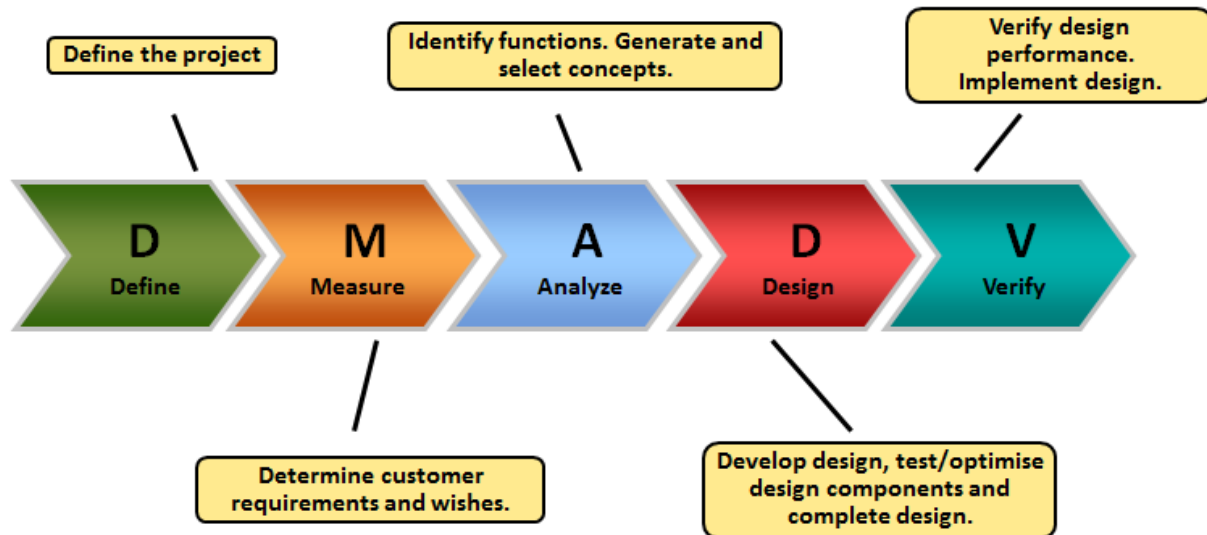 Define the project
Identify functions. Generate and
select concepts.
Verify design
performance.
Implement design.
D
Define
M
Measure
A
Analyze
D
Design
V
Verify
Determine customer
requirements and wishes.
Develop design, test/optimise
design components and
complete design.